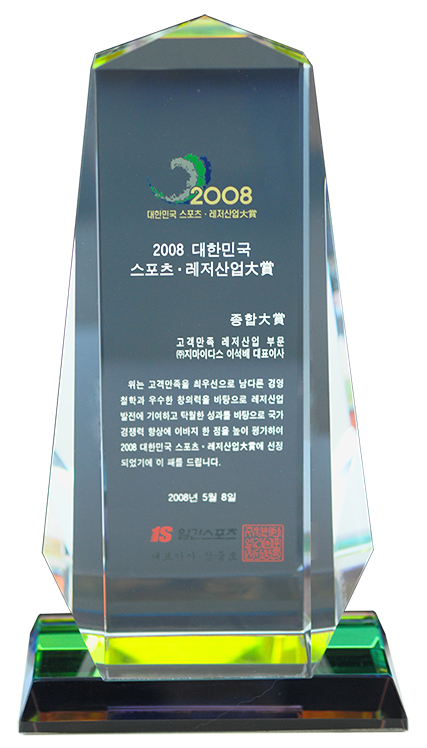 2008
대한민국 스포츠·레저산업大賞
2008 대한민국
스포츠·레저산업大賞
종합大賞
고객만족 레저산업 부문
㈜지마이다스 이식배 대표이사
위는 고객만족을 최우선으로 남다른 경영
철학과 우수한 창의력을 바탕으로 레저산업
발전에 기여하고 탁월한 성과를 바탕으로 국가
경쟁력 향상에 이바지 한 점을 높이 평가하여
2008 대한민국 스포츠·레저산업大賞에 선정
되었기에 이 패를 드립니다.
2008년 5월 8일
IS 일간스포츠
대표이사